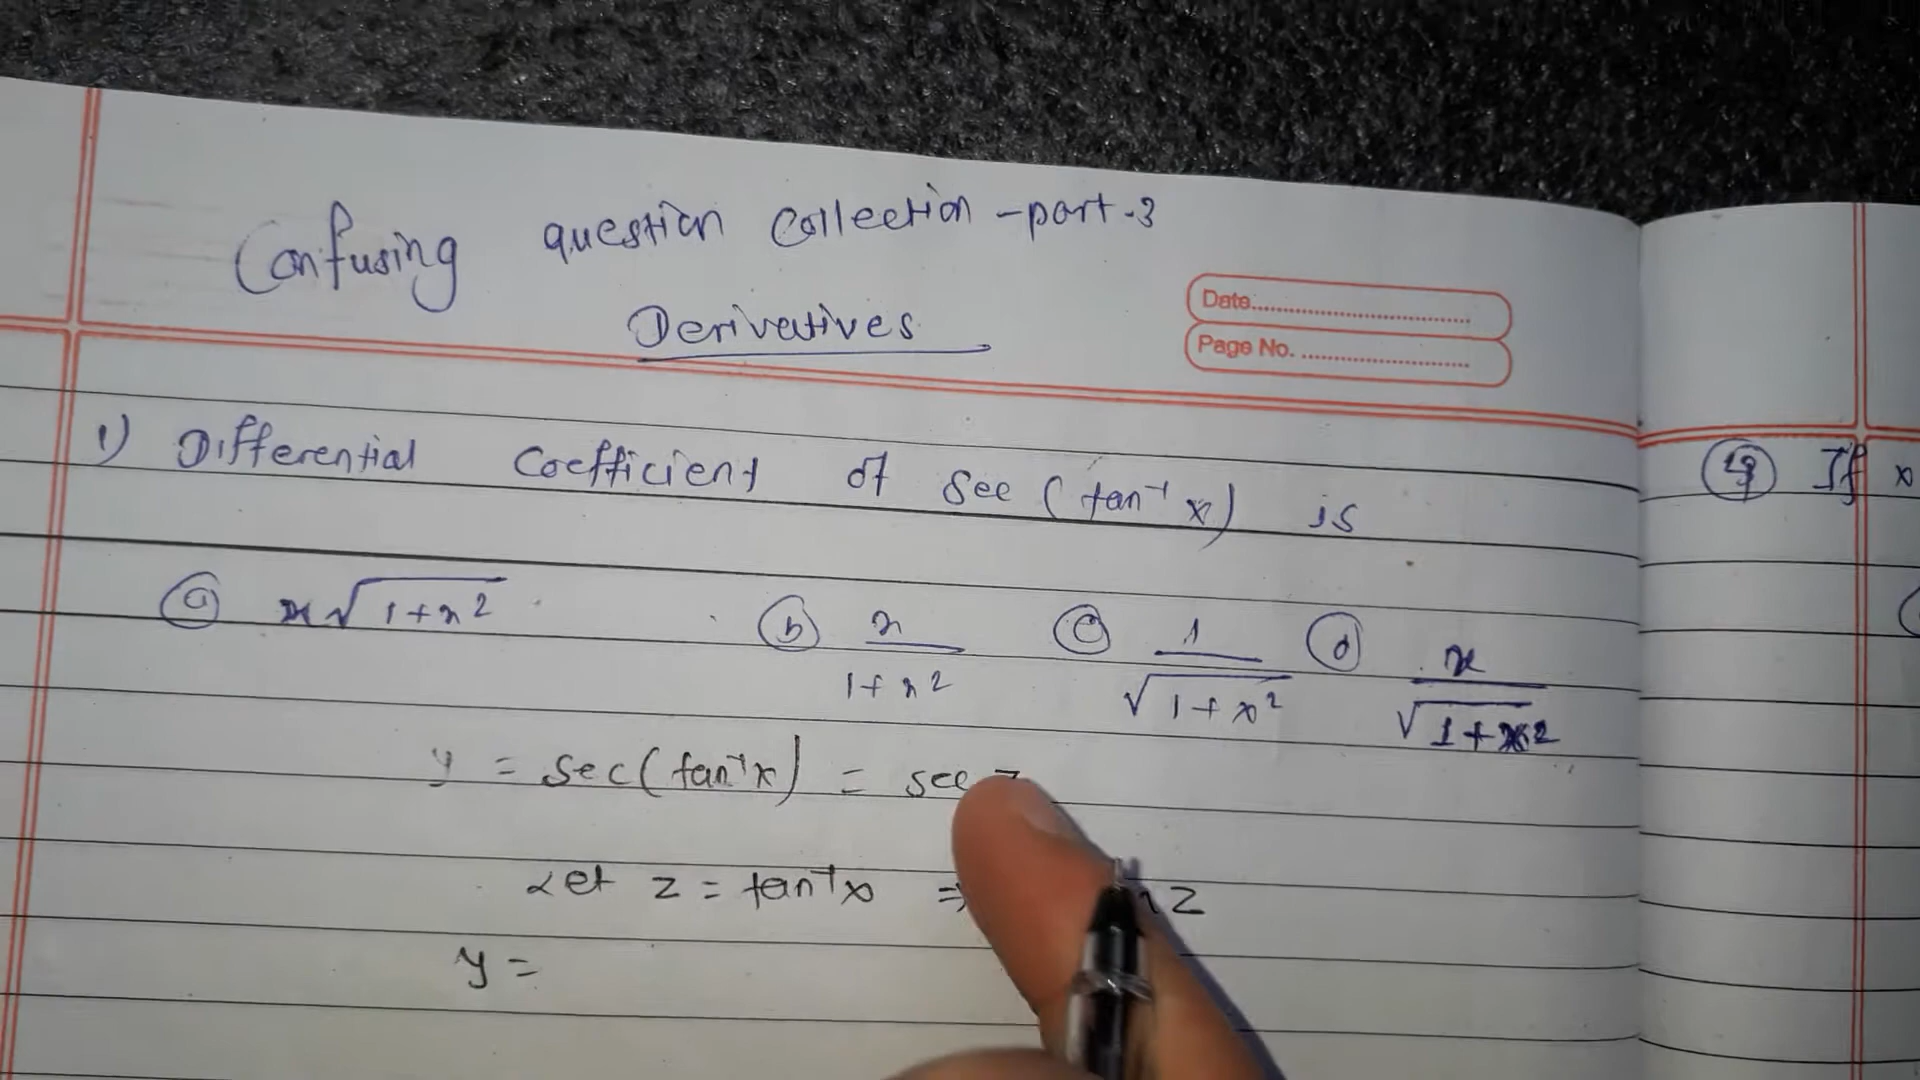 Confusing question collection - part-3
Derivatives
Date
Page No.
1) Differential Coefficient of sec (tan⁻¹ x) is
ⓐ x√1+x² ⓑ x/1+x² ⓒ 1/√1+x² ⓓ x/√1+x²
y = sec(tan⁻¹x) = sec z
Let z = tan⁻¹x ⇒ z
y =
If x